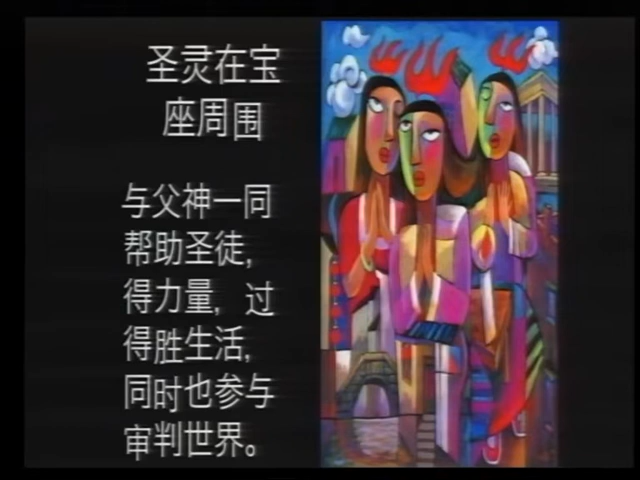 圣灵在宝
座周围
与父神一同
帮助圣徒，
得力量，过
得胜生活，
同时也参与
审判世界。